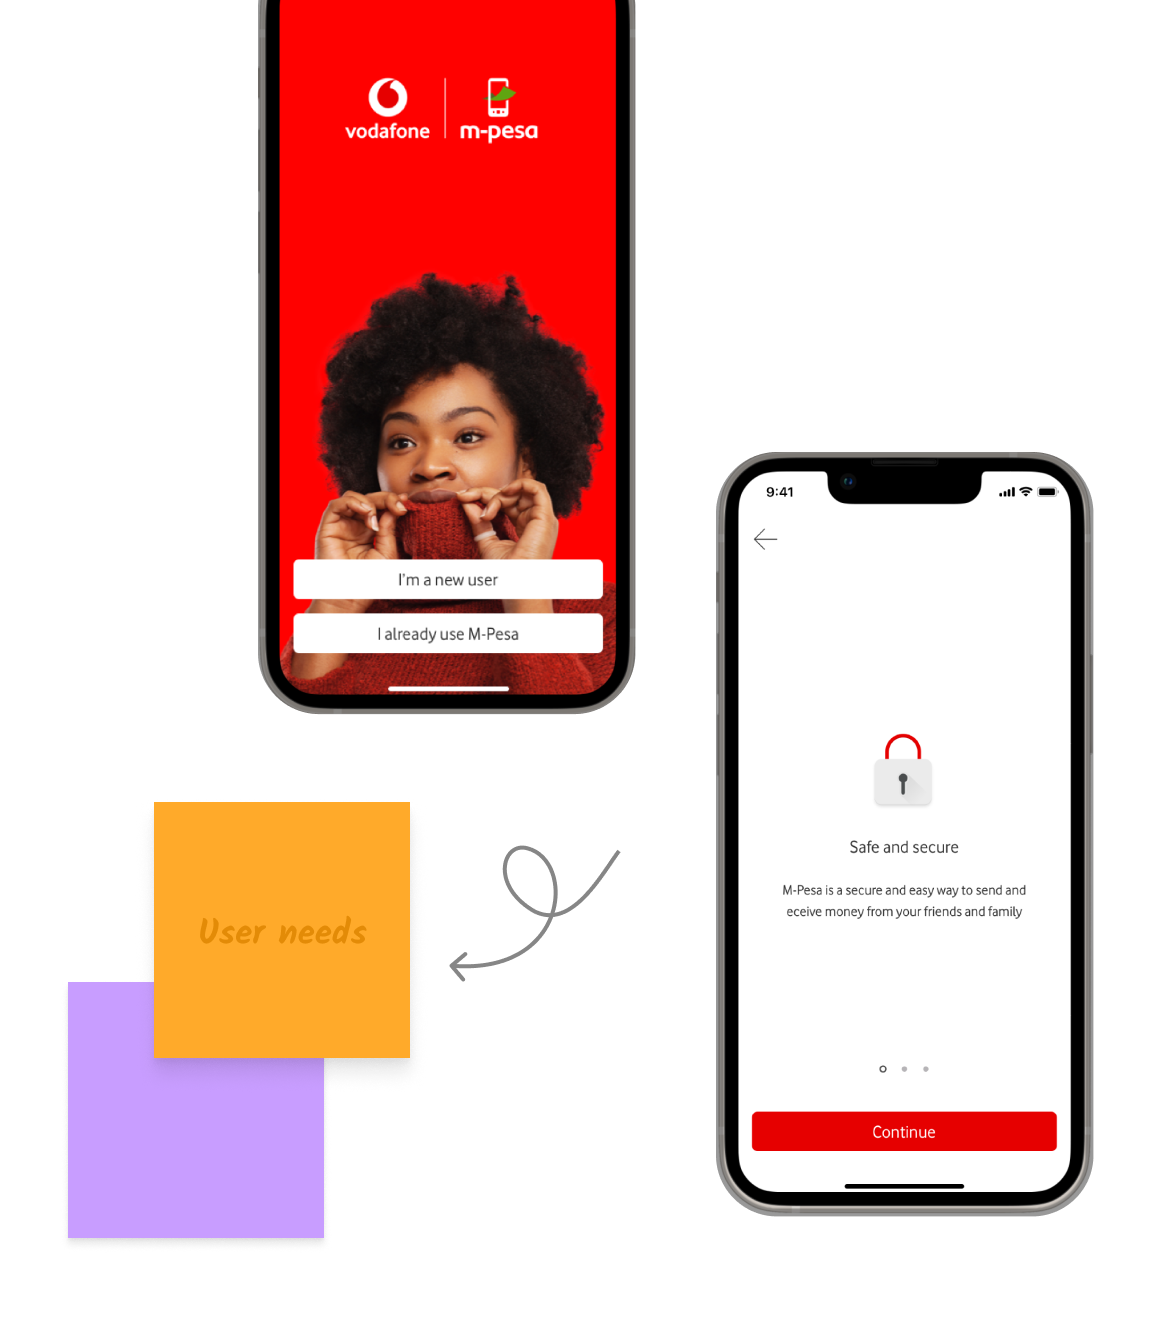 vodafone
m-pesa
I'm a new user
I already use M-Pesa
9:41
Safe and secure
M-Pesa is a secure and easy way to send and
eceive money from your friends and family
Continue
User needs